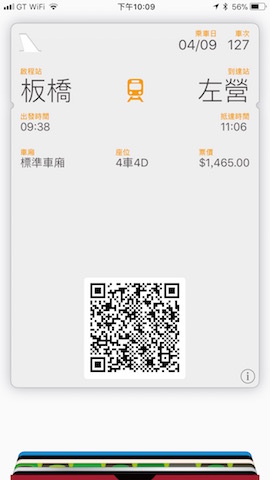 GT WiFi 下午10:09 56%
乘車日 車次
04/09 127
啟程站 到達站
板橋 左營
出發時間 抵達時間
09:38 11:06
車廂 座位 票價
標準車廂 4車4D $1,465.00